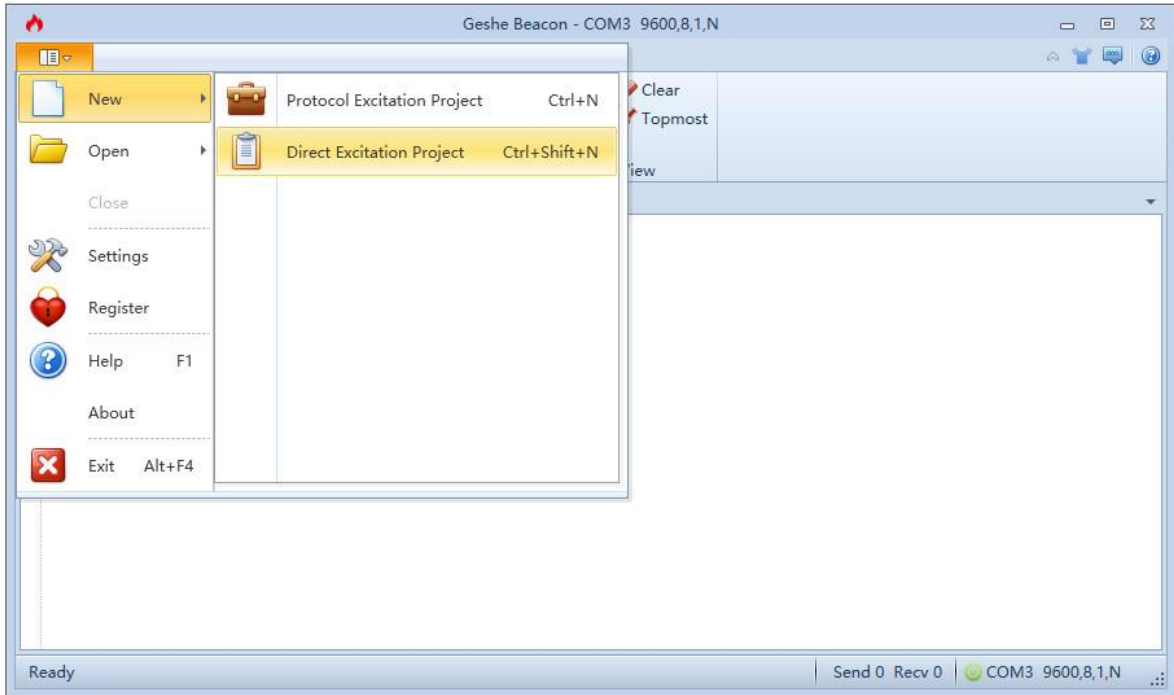 Geshe Beacon - COM3 9600,8,1,N
New
Protocol Excitation Project Ctrl+N
Clear
Topmost
Open
Direct Excitation Project Ctrl+Shift+N
Close
Settings
Register
Help F1
About
Exit Alt+F4
Ready
Send 0 Recv 0
COM3 9600,8,1,N